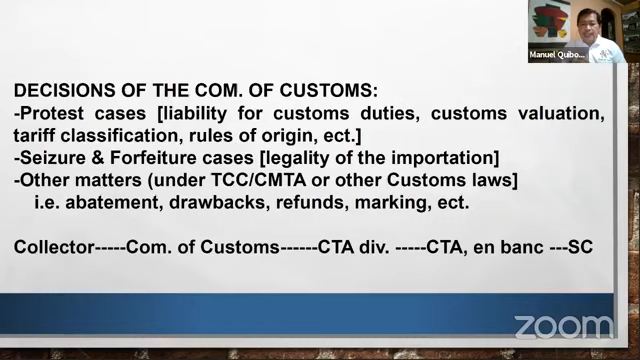 Manuel Quibo...
DECISIONS OF THE COM. OF CUSTOMS:
-Protest cases [liability for customs duties, customs valuation,
tariff classification, rules of origin, ect.]
-Seizure & Forfeiture cases [legality of the importation]
-Other matters (under TCC/CMTA or other Customs laws]
i.e. abatement, drawbacks, refunds, marking, ect.
Collector-----Com. of Customs------CTA div. -----CTA, en banc ---SC
zoom